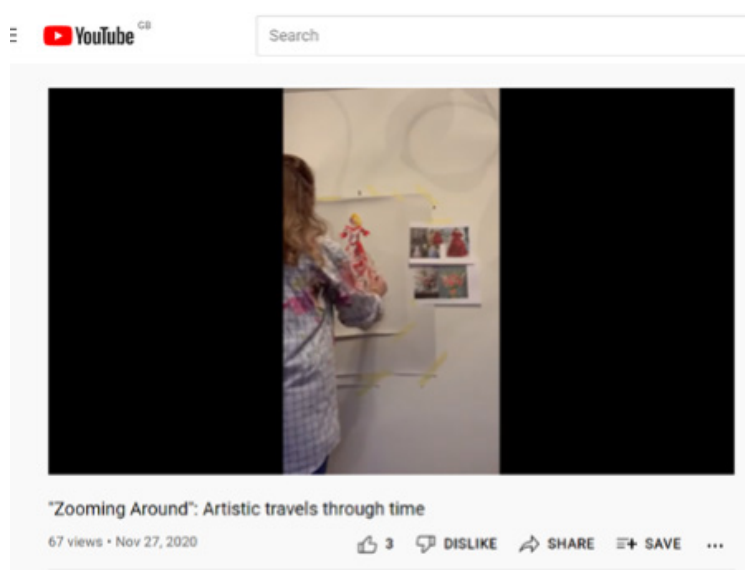 YouTube GB
Search
"Zooming Around": Artistic travels through time
67 views • Nov 27, 2020
3 DISLIKE SHARE SAVE ...